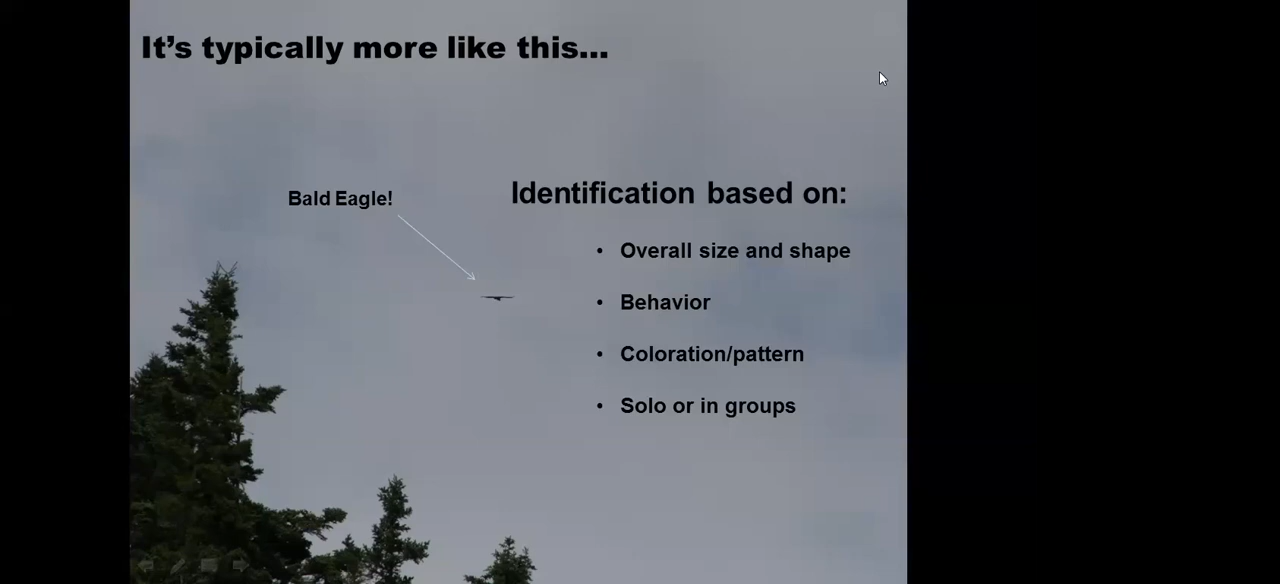 It's typically more like this...
Bald Eagle!
Identification based on:
• Overall size and shape
• Behavior
• Coloration/pattern
• Solo or in groups